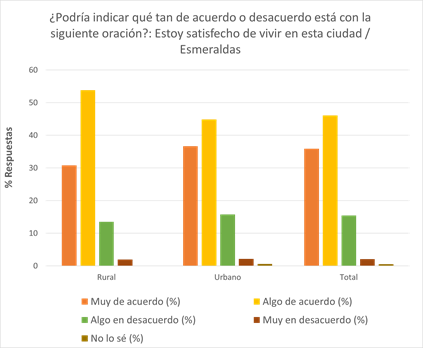 ¿Podría indicar qué tan de acuerdo o desacuerdo está con la
siguiente oración?: Estoy satisfecho de vivir en esta ciudad /
Esmeraldas
% Respuestas
60
50
40
30
20
10
0
Rural Urbano Total
Muy de acuerdo (%) Algo de acuerdo (%)
Algo en desacuerdo (%) Muy en desacuerdo (%)
No lo sé (%)